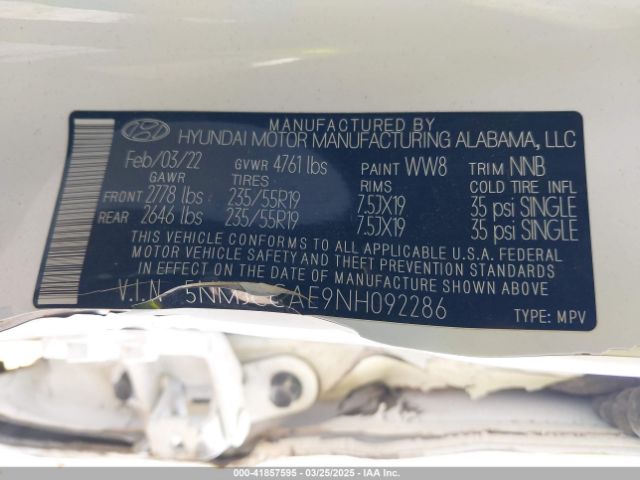 MANUFACTURED BY
HYUNDAI MOTOR MANUFACTURING ALABAMA, LLC
Feb/03/22 GVWR 4761 lbs PAINT WW8 TRIM NNB
GAWR TIRES RIMS COLD TIRE INFL
FRONT 2778 lbs 235/55R19 7.5JX19 35 psi SINGLE
REAR 2646 lbs 235/55R19 7.5JX19 35 psi SINGLE
THIS VEHICLE CONFORMS TO ALL APPLICABLE U.S.A. FEDERAL
MOTOR VEHICLE SAFETY AND THEFT PREVENTION STANDARDS IN
EFFECT ON THE DATE OF MANUFACTURE SHOWN ABOVE
V.I.N TYPE: MPV
000-41857595 - 03/25/2025 - © IAA Holdings, LLC